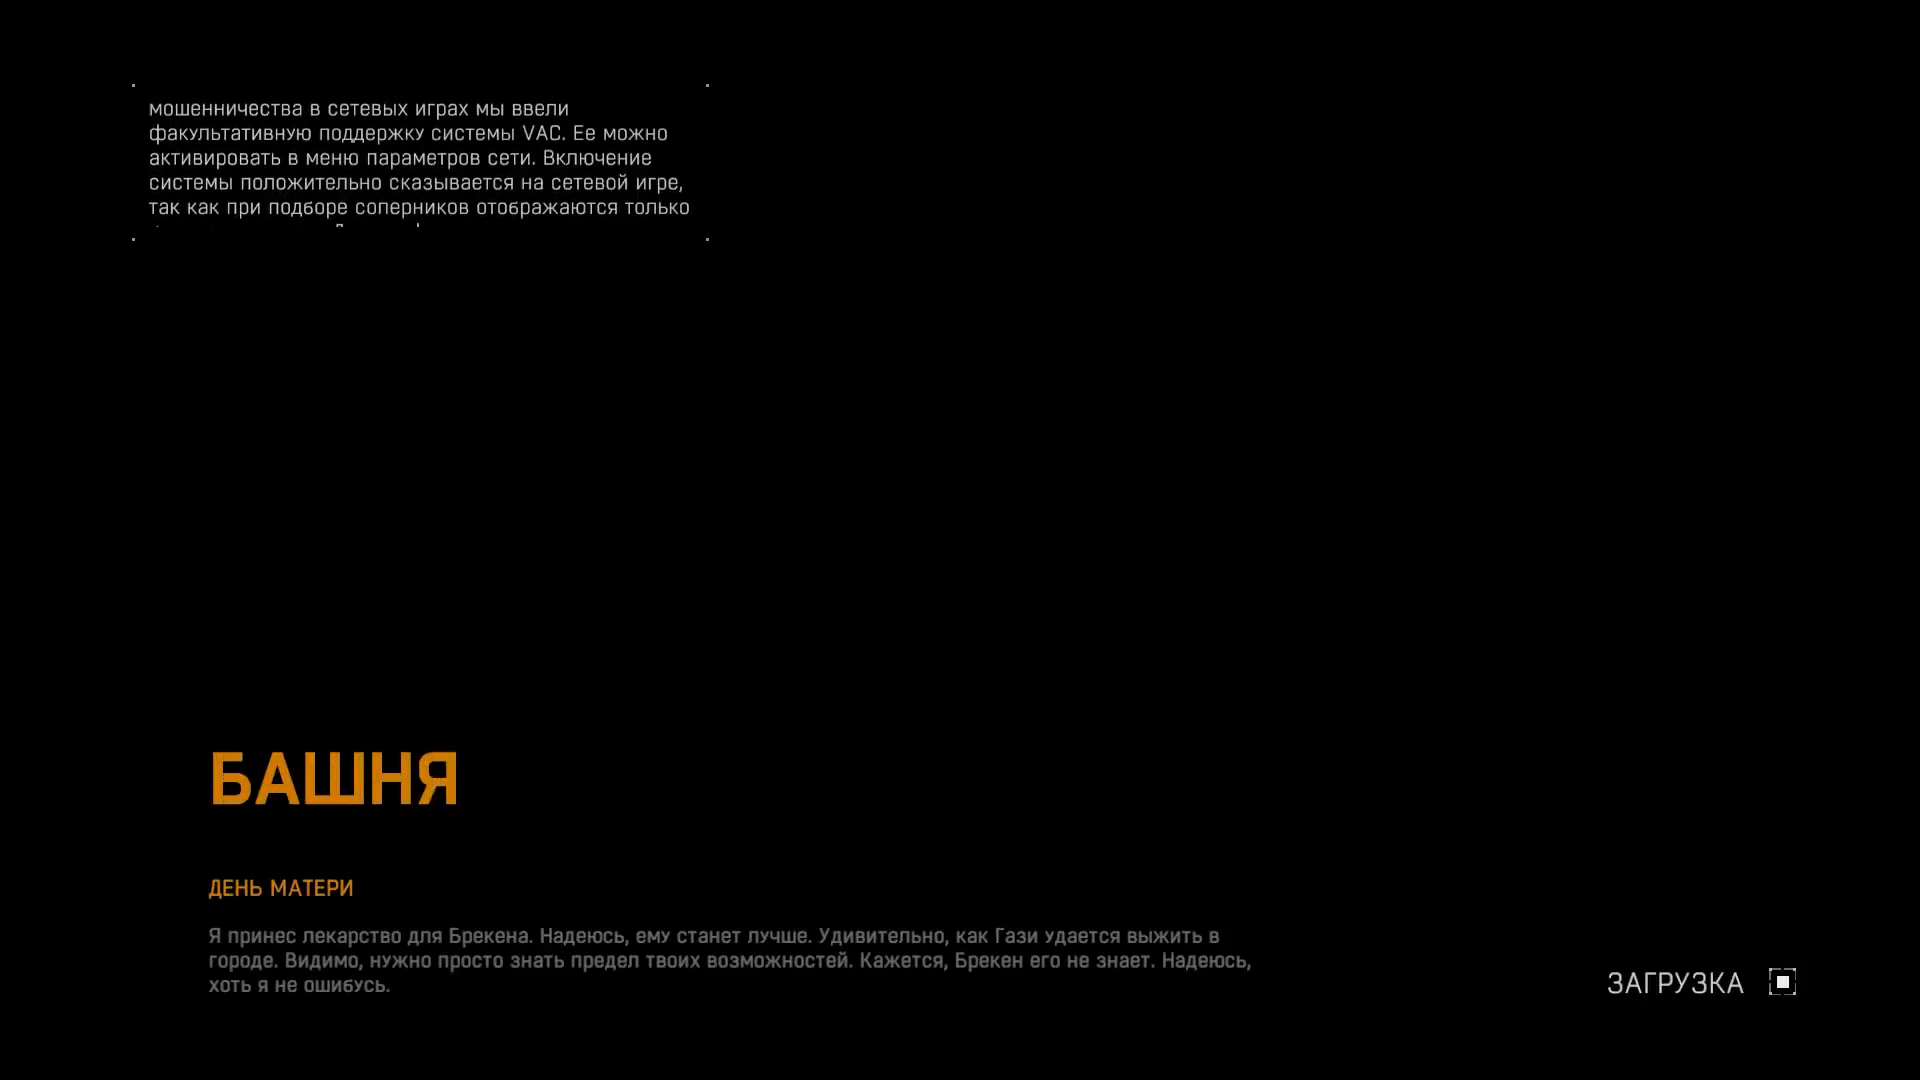 мошенничества в сетевых играх мы ввели
факультативную поддержку системы VAC. Ее можно
активировать в меню параметров сети. Включение
системы положительно сказывается на сетевой игре,
так как при подборе соперников отображаются только
БАШНЯ
ДЕНЬ МАТЕРИ
Я принес лекарство для Брекена. Надеюсь, ему станет лучше. Удивительно, как Гази удается выжить в
городе. Видимо, нужно просто знать предел твоих возможностей. Кажется, Брекен его не знает. Надеюсь,
хоть я не ошибусь.
ЗАГРУЗКА